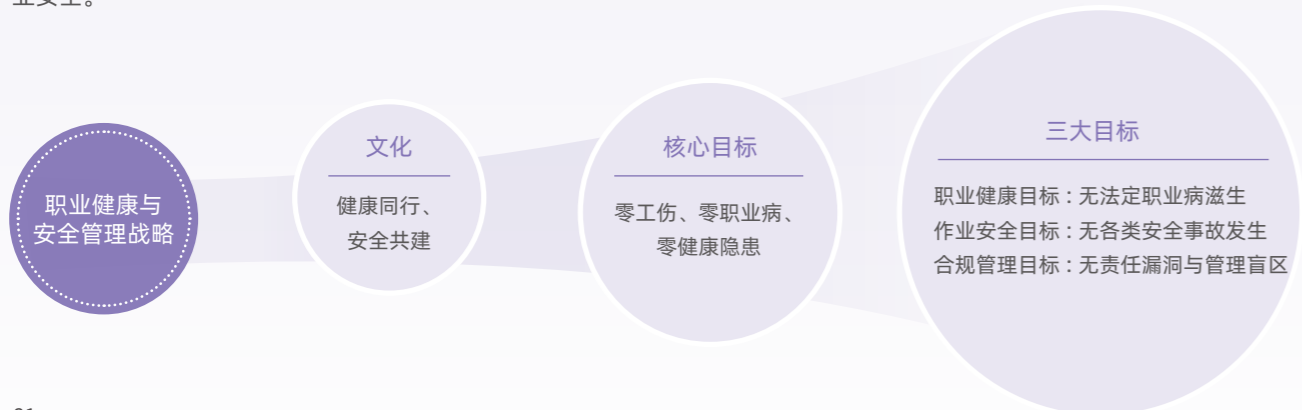 业安全。
职业健康与
安全管理战略
文化
健康同行、
安全共建
核心目标
零工伤、零职业病、
零健康隐患
三大目标
职业健康目标：无法定职业病滋生
作业安全目标：无各类安全事故发生
合规管理目标：无责任漏洞与管理盲区